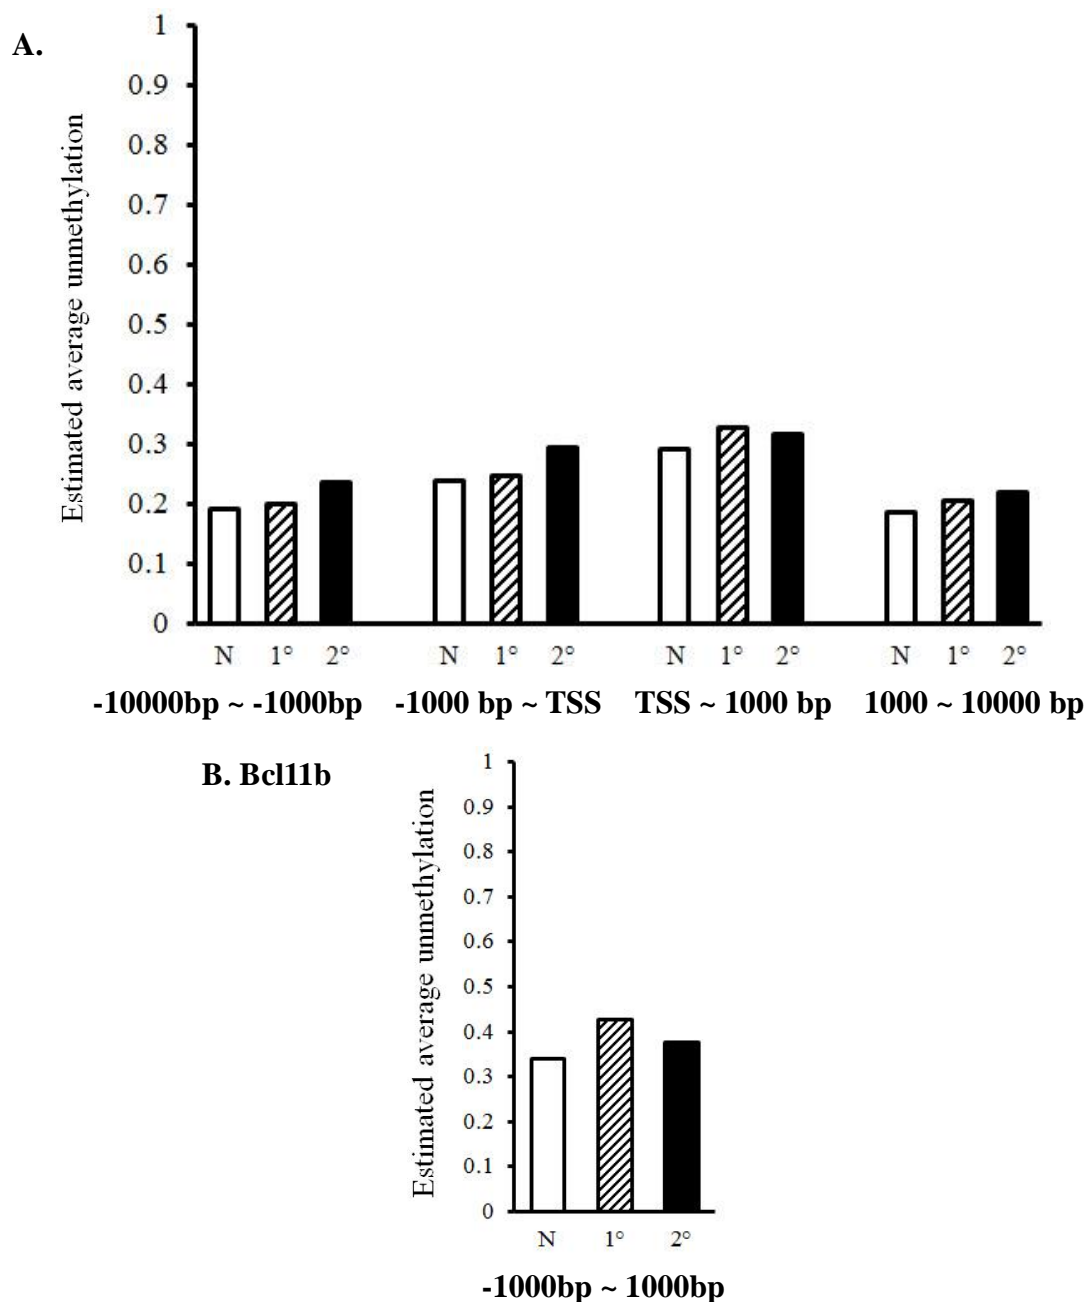 A.
Estimated average unmethylation
1
0.9
0.8
0.7
0.6
0.5
0.4
0.3
0.2
0.1
0
N 1° 2° N 1° 2° N 1° 2° N 1° 2°
-10000bp ~ -1000bp -1000 bp ~ TSS TSS ~ 1000 bp 1000 ~ 10000 bp
B. Bcl11b
Estimated average unmethylation
1
0.9
0.8
0.7
0.6
0.5
0.4
0.3
0.2
0.1
0
N 1° 2°
-1000bp ~ 1000bp